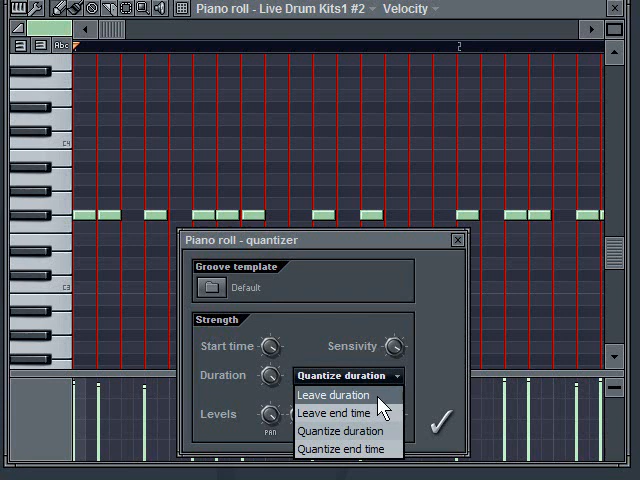 Piano roll - Live Drum Kits1 #2 Velocity
Abc
2
C4
C3
Piano roll - quantizer
Groove template
Default
Strength
Start time Sensivity
Duration Quantize duration
Leave duration
Leave end time
Quantize duration
Quantize end time
Levels
PAN